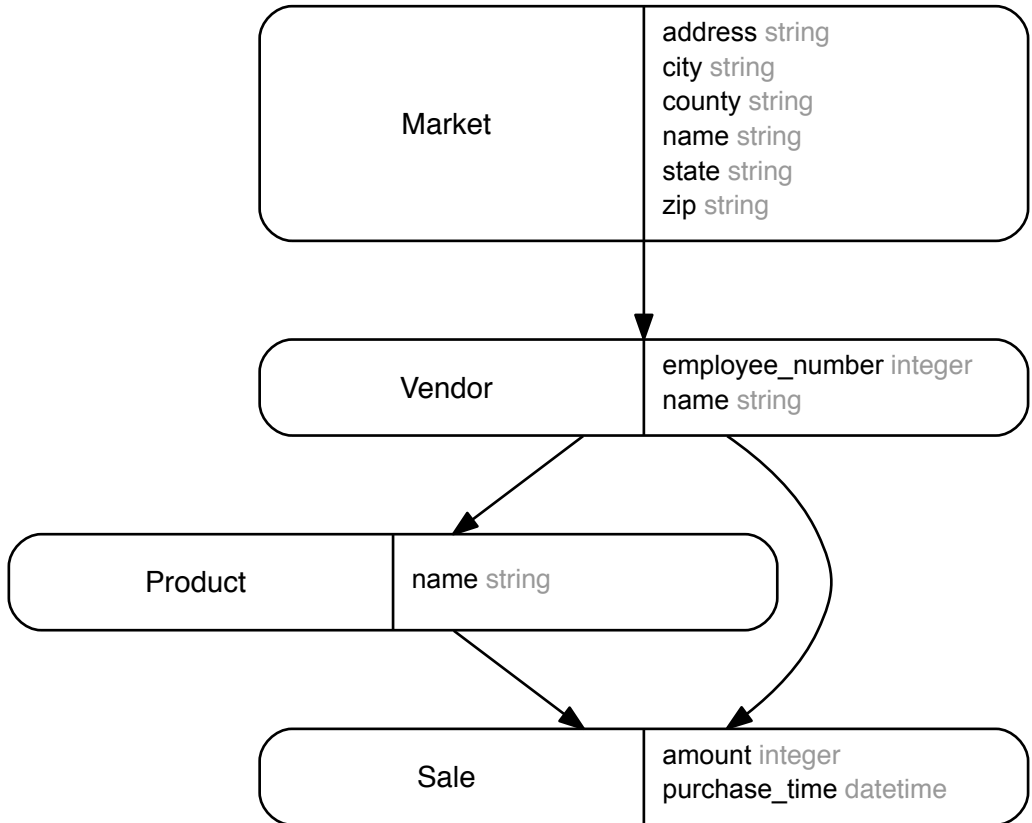 Market
address string
city string
county string
name string
state string
zip string
Vendor
employee_number integer
name string
Product
name string
Sale
amount integer
purchase_time datetime